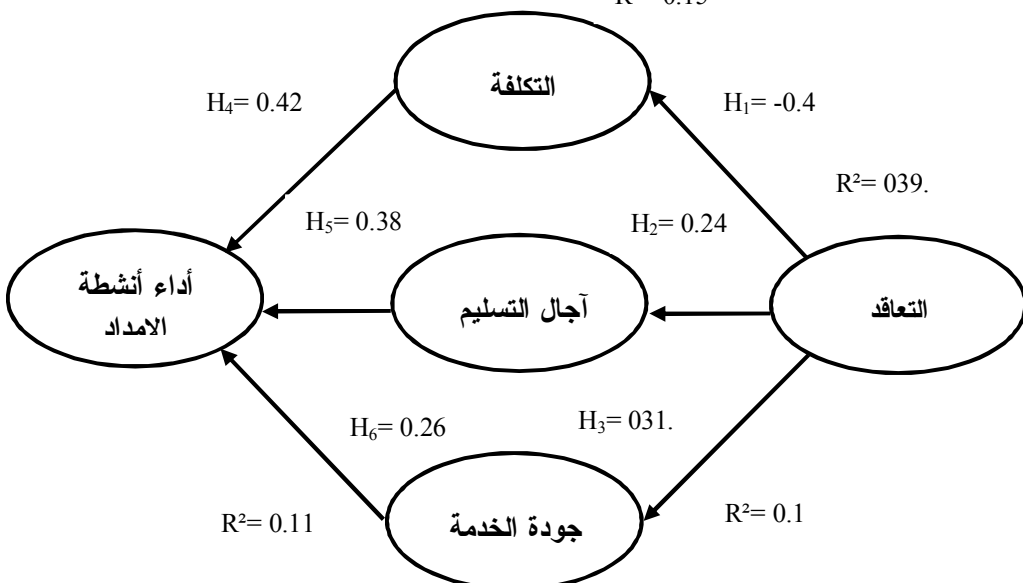 التكلفة
H₄= 0.42
H₁= -0.4
R²= 039.
H₅= 0.38
H₂= 0.24
أداء أنشطة
الامداد
آجال التسليم
التعاقد
H₆= 0.26
H₃= 031.
R²= 0.11
جودة الخدمة
R²= 0.1